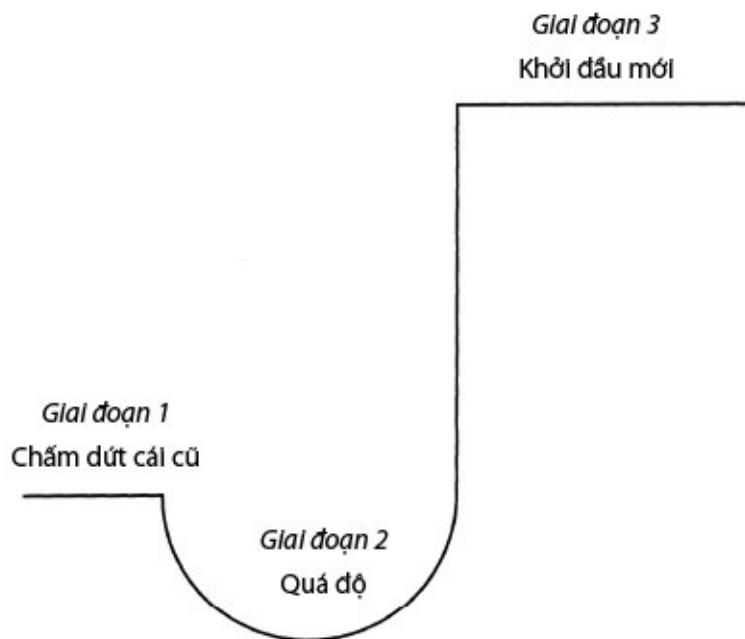 Giai đoạn 3
Khởi đầu mới
Giai đoạn 1
Chấm dứt cái cũ
Giai đoạn 2
Quá độ